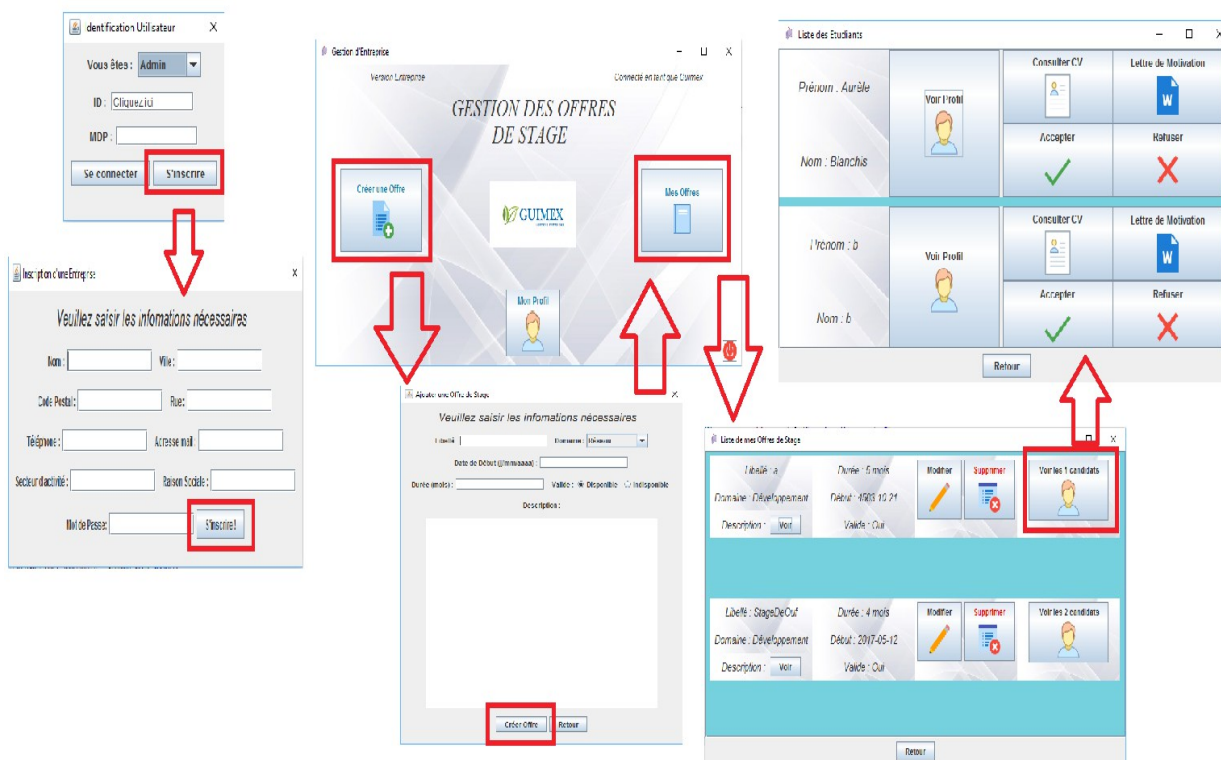 dentification Utilisateur
X
Vous êtes : Admin
ID : Cliquez ici
MDP :
Se connecter
S'inscrire
Inscription d'une Entreprise
X
Veuillez saisir les infomations nécessaires
Nom :
Ville :
Code Postal :
Rue :
Téléphone :
Adresse mail :
Secteur d'activité :
Raison Sociale :
Mot de Passe :
S'inscrire !
Gestion d'Entreprise
X
Version Entreprise
Connecté en tant que Guimex
GESTION DES OFFRES
DE STAGE
Créer une Offre
GUIMEX
Mes Offres
Mon Profil
Ajouter une Offre de Stage
X
Veuillez saisir les infomations nécessaires
Libellé :
Domaine : Réseau
Date de Début (jj/mm/aaaa) :
Durée (mois) :
Valide : Disponible Indisponible
Description :
Créer Offre
Retour
Liste des Etudiants
X
Prénom : Aurèle
Nom : Bianchis
Voir Profil
Consulter CV
Lettre de Motivation
W
Accepter
Refuser
Prénom : b
Nom : b
Voir Profil
Consulter CV
Lettre de Motivation
W
Accepter
Refuser
Retour
Liste de mes Offres de Stage
X
Libellé : a
Durée : 5 mois
Domaine : Développement
Début : 4503-10-21
Description : Voir
Valide : Oui
Modifier
Supprimer
Voir les 1 candidats
Libellé : StageDeOuf
Durée : 4 mois
Domaine : Développement
Début : 2017-05-12
Description : Voir
Valide : Oui
Modifier
Supprimer
Voir les 2 candidats
Retour